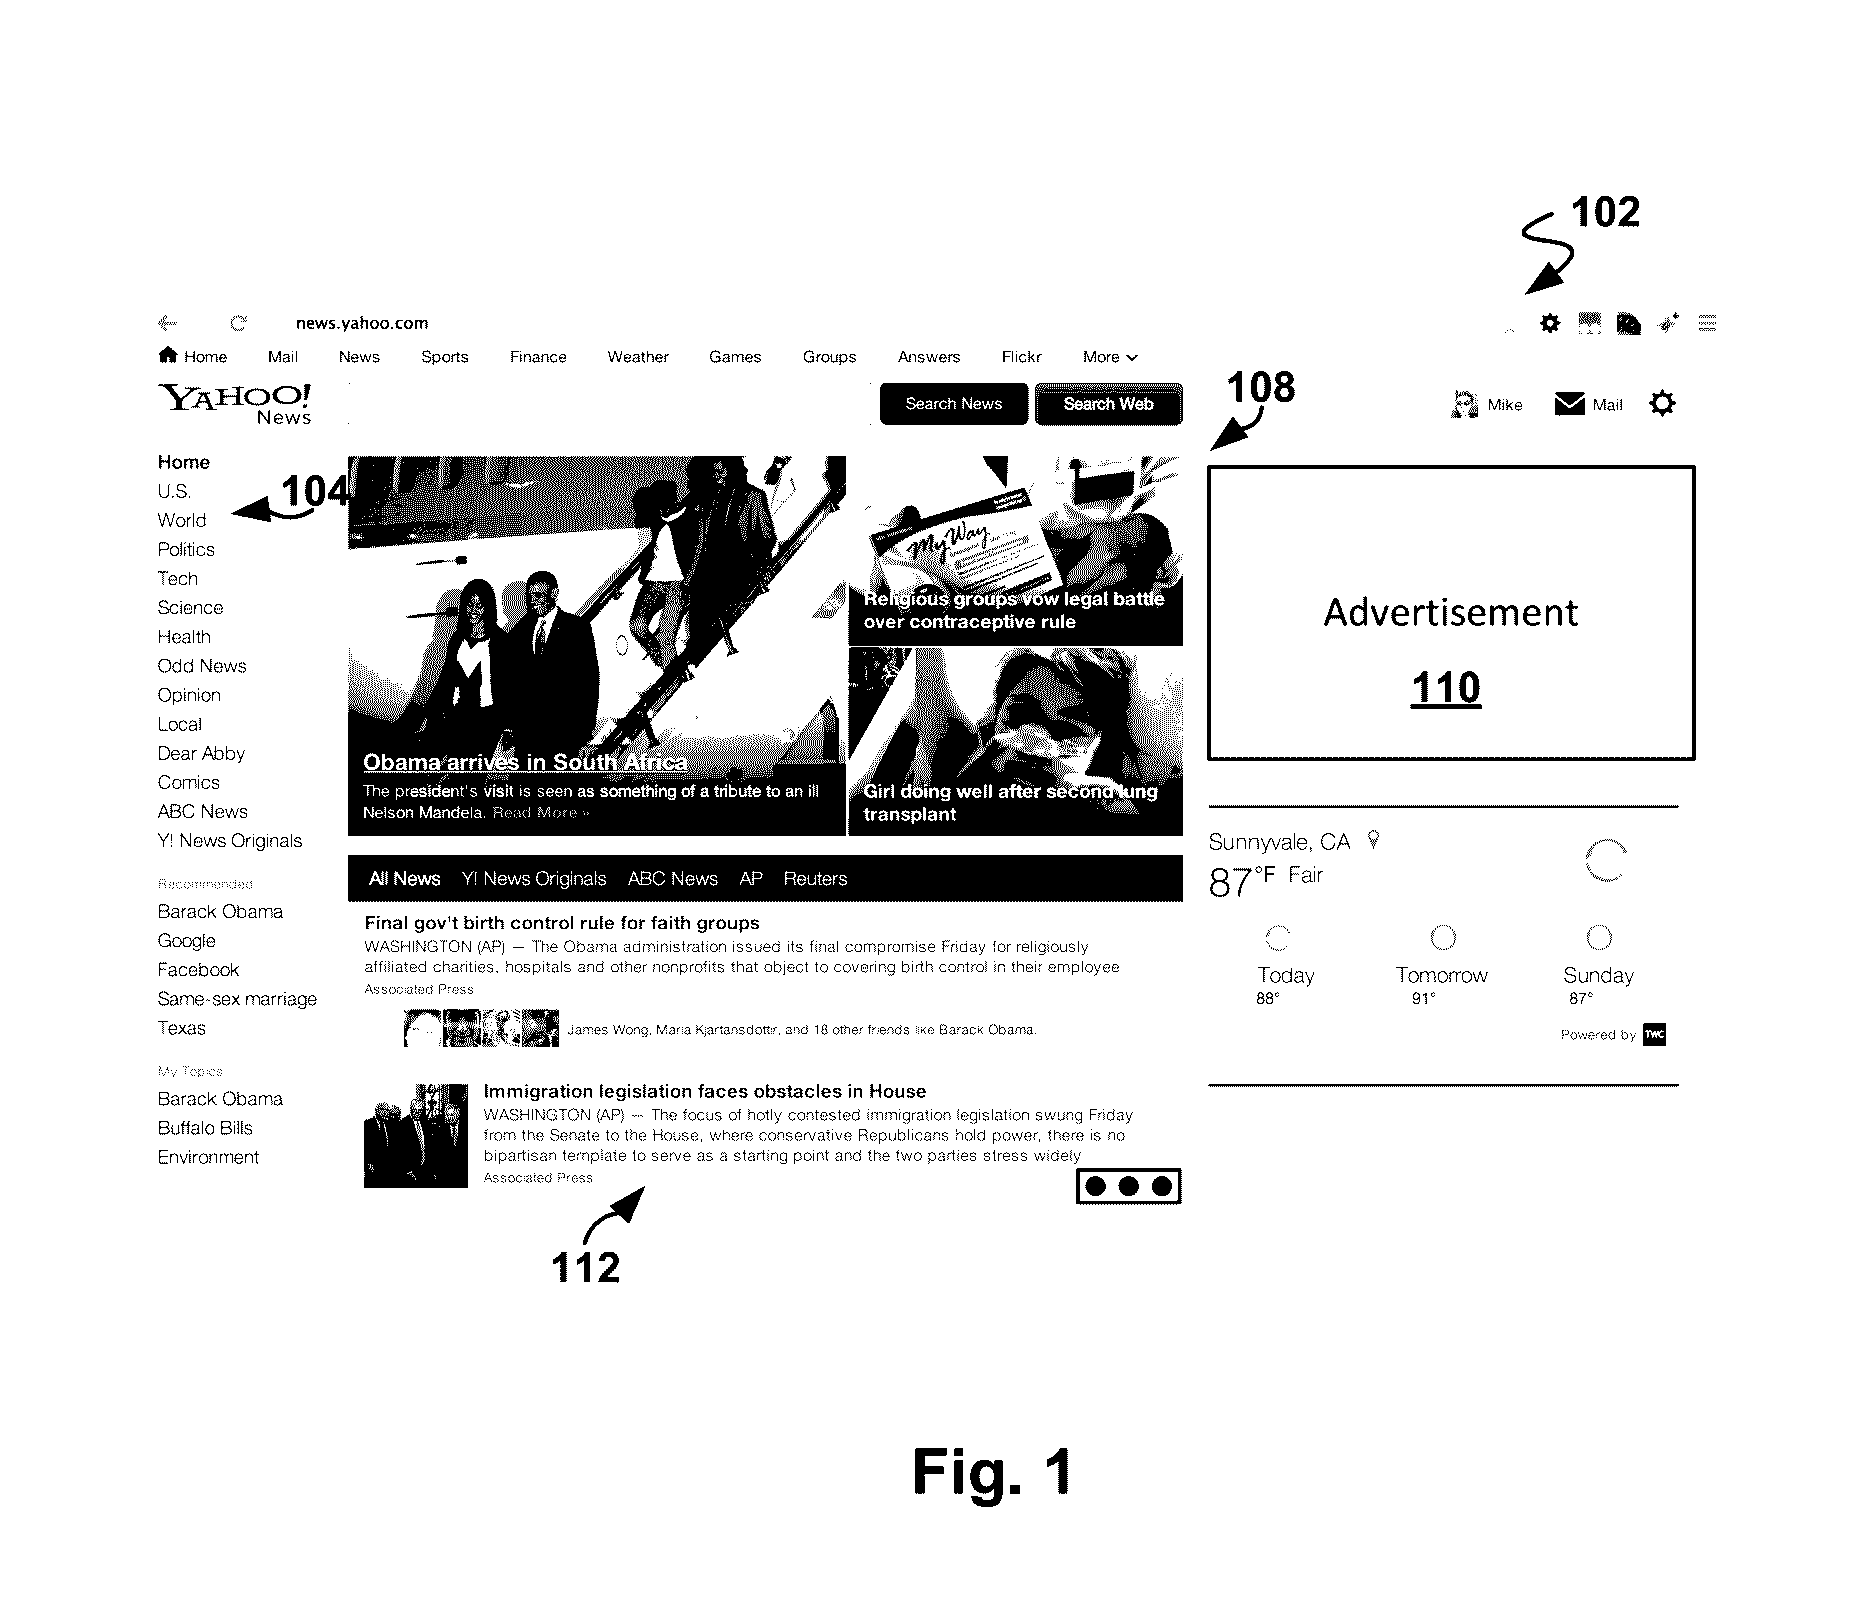 102
news.yahoo.com
Home Mail News Sports Finance Weather Games Groups Answers Flickr More
YAHOO!
News
Search News Search Web
108
Mike Mail
Home
U.S.
104
World
Politics
Tech
Science
Health
Odd News
Opinion
Local
Dear Abby
Comics
ABC News
Y! News Originals
Recommended
Barack Obama
Google
Facebook
Same-sex marriage
Texas
My Topics
Barack Obama
Buffalo Bills
Environment
Obama arrives in South Africa
The president's visit is seen as something of a tribute to an ill
Nelson Mandela. Read More »
My Way
Religious groups vow legal battle
over contraceptive rule
Girl doing well after second lung
transplant
All News Y! News Originals ABC News AP Reuters
Final gov't birth control rule for faith groups
WASHINGTON (AP) — The Obama administration issued its final compromise Friday for religiously
affiliated charities, hospitals and other nonprofits that object to covering birth control in their employee
Associated Press
James Wong, Maria Kjartansdottir, and 18 other friends like Barack Obama.
Immigration legislation faces obstacles in House
WASHINGTON (AP) — The focus of hotly contested immigration legislation swung Friday
from the Senate to the House, where conservative Republicans hold power, there is no
bipartisan template to serve as a starting point and the two parties stress widely
Associated Press
112
Advertisement
110
Sunnyvale, CA
87°F Fair
Today Tomorrow Sunday
88° 91° 87°
Powered by TWC
Fig. 1